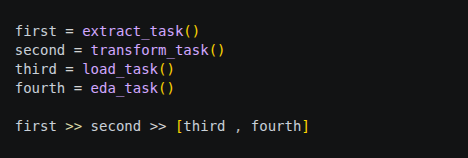 first = extract_task()
second = transform_task()
third = load_task()
fourth = eda_task()
first >> second >> [third , fourth]